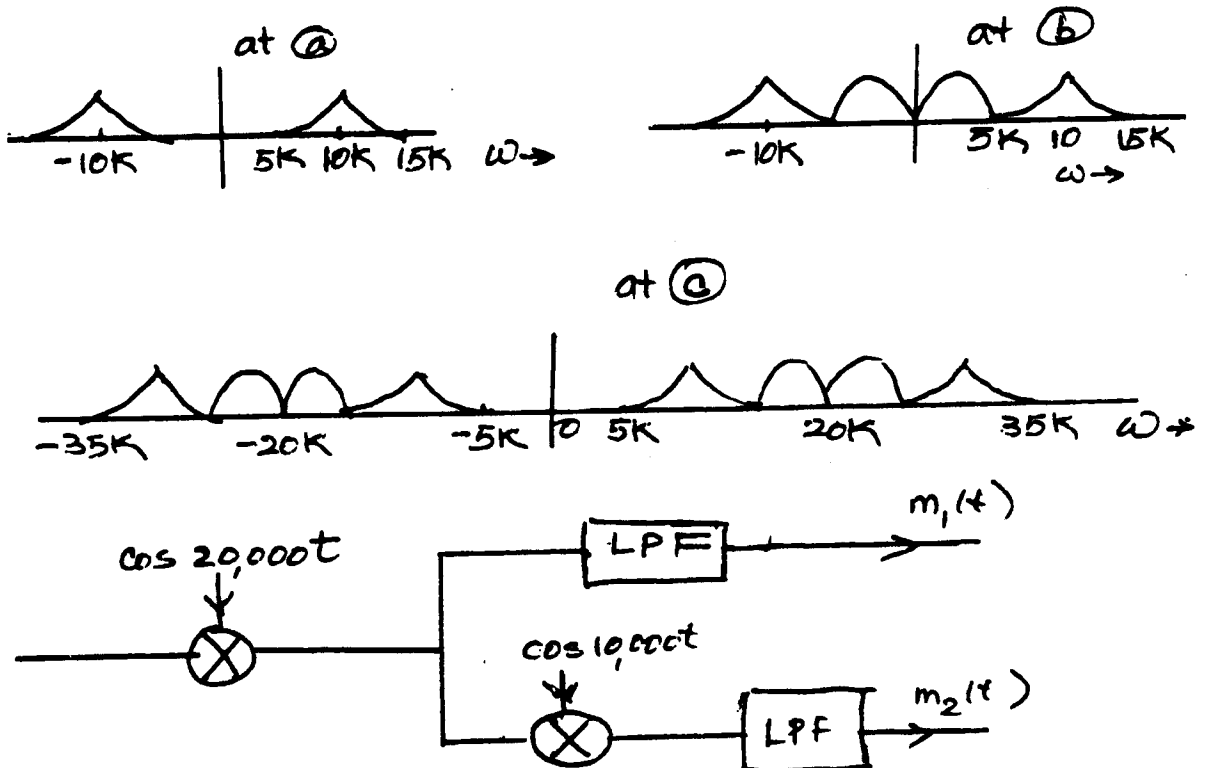 at ⓐ
at ⓑ
-10K 5K 10K 15K ω→
-10K 5K 10 15K
ω→
at ⓒ
-35K -20K -5K 0 5K 20K 35K ω→
m₁(t)
LPF
cos 20,000t
cos 10,000t
m₂(t)
LPF